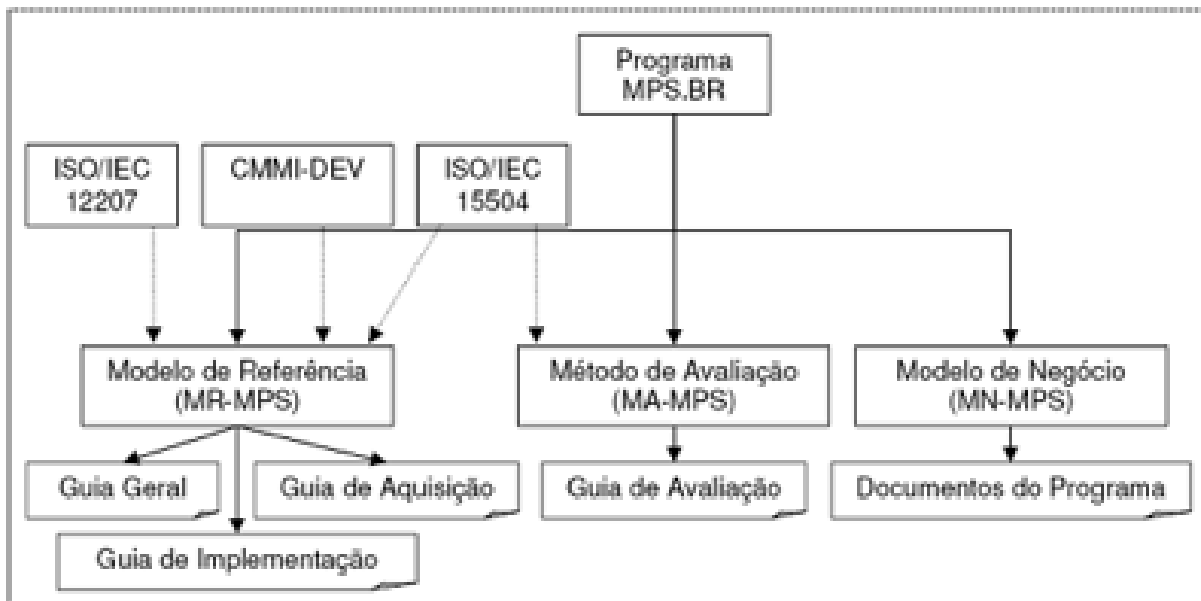 Programa
MPS.BR
ISO/IEC
12207
CMMI-DEV
ISO/IEC
15504
Modelo de Referência
(MR-MPS)
Método de Avaliação
(MA-MPS)
Modelo de Negócio
(MN-MPS)
Guia Geral
Guia de Aquisição
Guia de Avaliação
Documentos do Programa
Guia de Implementação